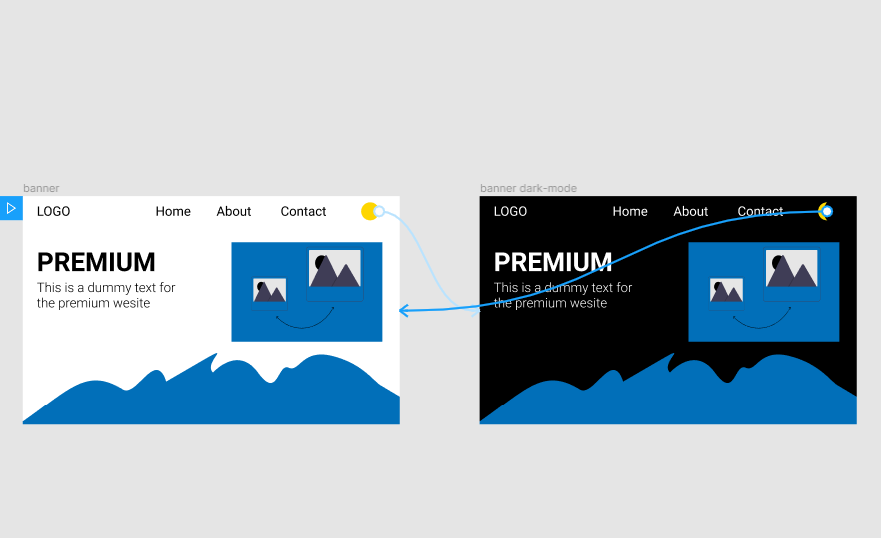 banner
LOGO
Home
About
Contact
PREMIUM
This is a dummy text for
the premium wesite
banner dark-mode
LOGO
Home
About
Contact
PREMIUM
This is a dummy text for
the premium wesite